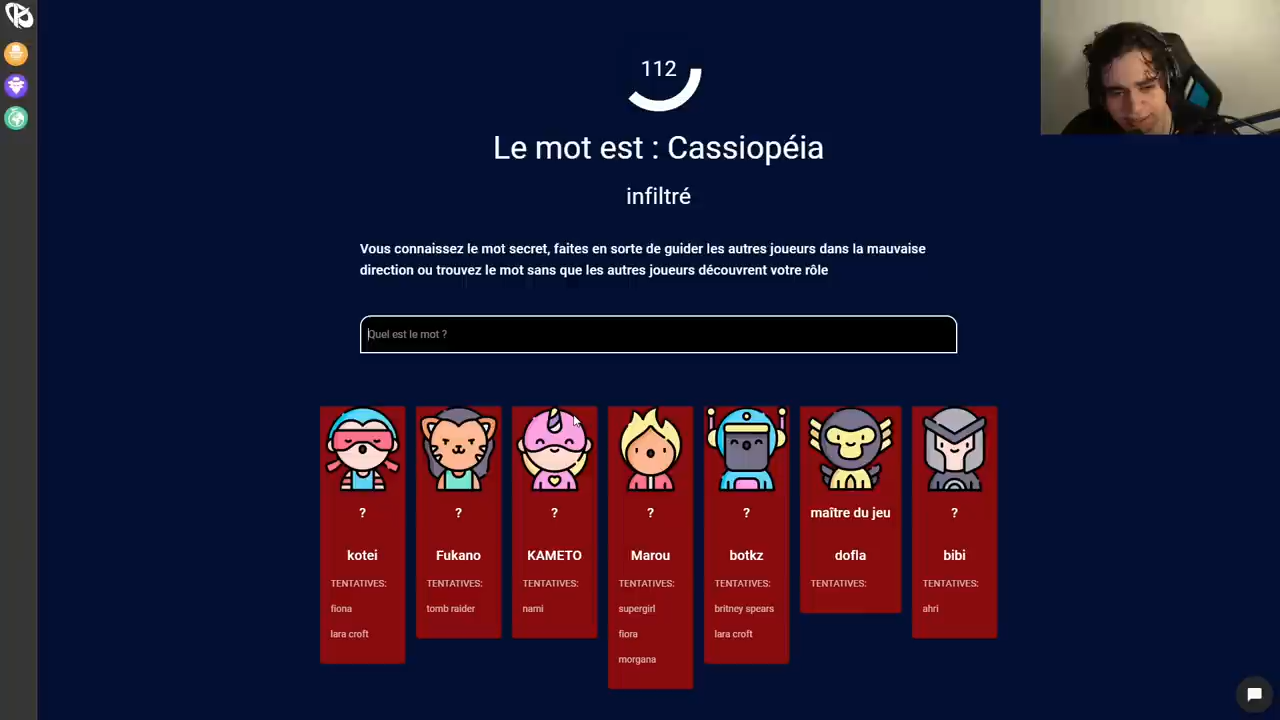 112
Le mot est : Cassiopéia
infiltré
Vous connaissez le mot secret, faites en sorte de guider les autres joueurs dans la mauvaise
direction ou trouvez le mot sans que les autres joueurs découvrent votre rôle
Quel est le mot ?
? ? ? ? ? maître du jeu ?
kotei Fukano KAMETO Marou botkz dofla bibi
TENTATIVES: TENTATIVES: TENTATIVES: TENTATIVES: TENTATIVES: TENTATIVES: TENTATIVES:
fiona tomb raider nami supergirl britney spears ahri
lara croft fiora lara croft
morgana